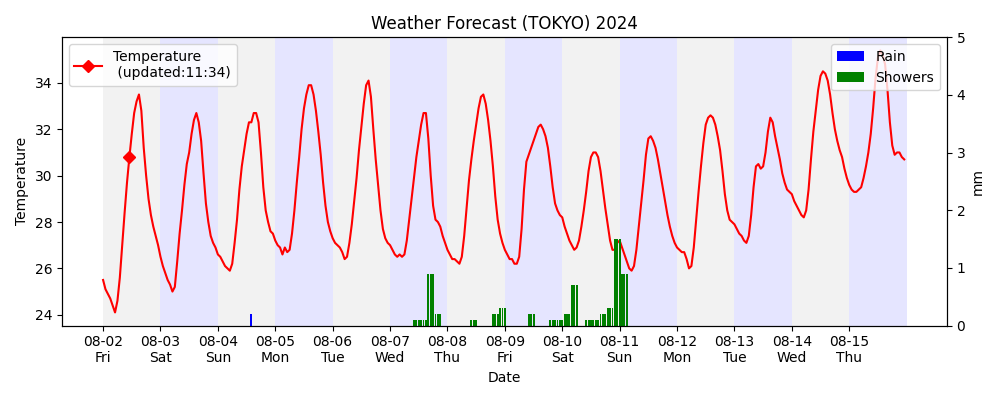 Weather Forecast (TOKYO) 2024
Temperature
(updated:11:34)
Rain
Showers
Temperature
34
32
30
28
26
24
5
4
3
2
1
0
mm
08-02 08-03 08-04 08-05 08-06 08-07 08-08 08-09 08-10 08-11 08-12 08-13 08-14 08-15
Fri Sat Sun Mon Tue Wed Thu Fri Sat Sun Mon Tue Wed Thu
Date